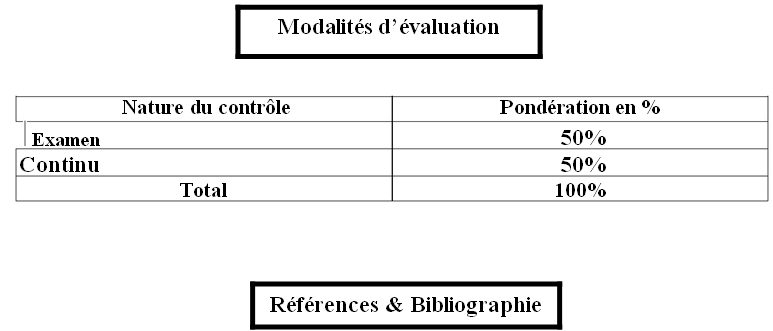 Modalités d’évaluation
Nature du contrôle Pondération en %
Examen 50%
Continu 50%
Total 100%
Références & Bibliographie